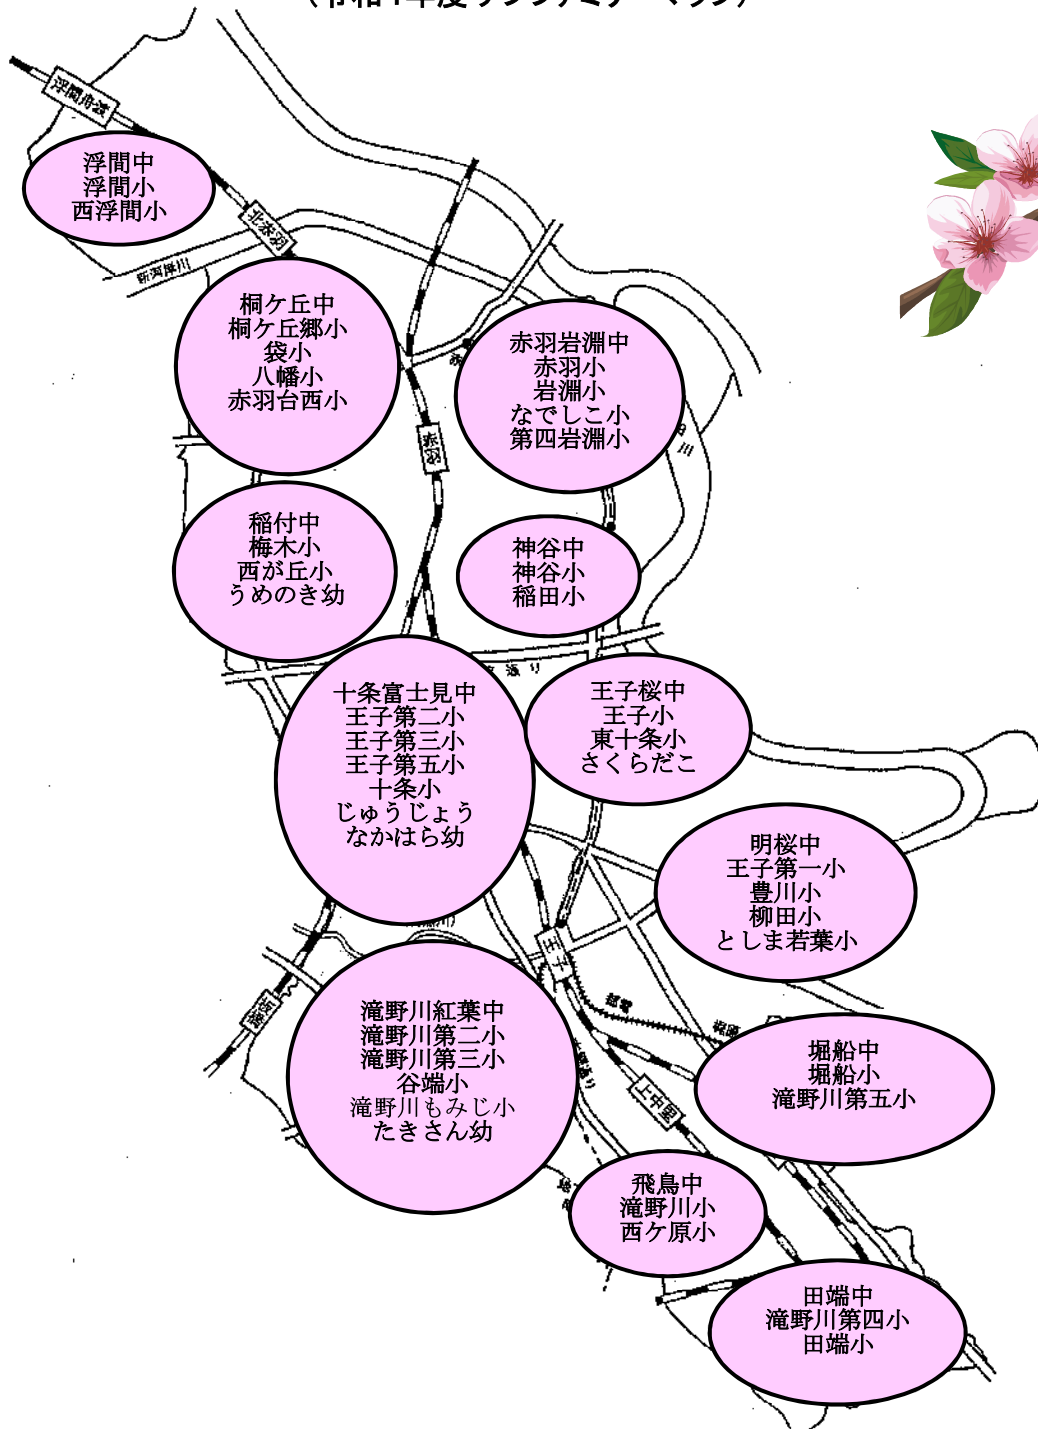 浮間舟渡
浮間中
浮間小
西浮間小
北赤羽
新河岸川
桐ケ丘中
桐ケ丘郷小
袋小
八幡小
赤羽台西小
赤羽岩淵中
赤羽小
岩淵小
なでしこ小
第四岩淵小
赤羽
川
稲付中
梅木小
西が丘小
うめのき幼
神谷中
神谷小
稲田小
通り
十条富士見中
王子第二小
王子第三小
王子第五小
十条小
じゅうじょう
なかはら幼
王子桜中
王子小
東十条小
さくらだこ
明桜中
王子第一小
豊川小
柳田小
としま若葉小
王子
板橋
滝野川紅葉中
滝野川第二小
滝野川第三小
谷端小
滝野川もみじ小
たきさん幼
堀船中
堀船小
滝野川第五小
上中里
飛鳥中
滝野川小
西ケ原小
田端中
滝野川第四小
田端小